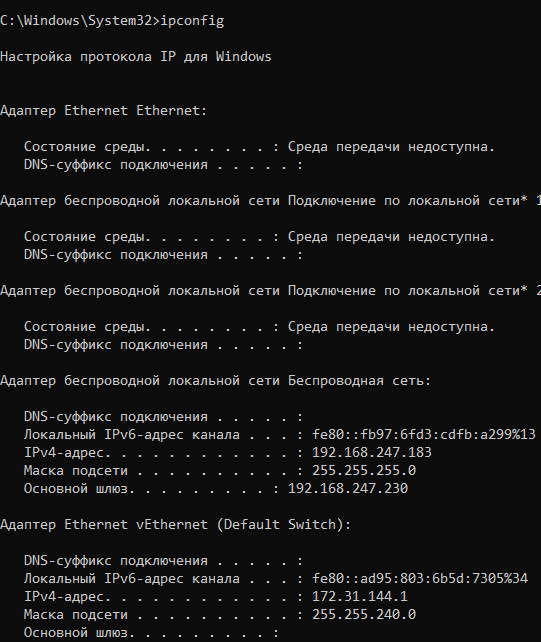 C:\Windows\System32>ipconfig
Настройка протокола IP для Windows
Адаптер Ethernet Ethernet:
Состояние среды. . . . . . . . : Среда передачи недоступна.
DNS-суффикс подключения . . . . . :
Адаптер беспроводной локальной сети Подключение по локальной сети* 1
Состояние среды. . . . . . . . : Среда передачи недоступна.
DNS-суффикс подключения . . . . . :
Адаптер беспроводной локальной сети Подключение по локальной сети* 2
Состояние среды. . . . . . . . : Среда передачи недоступна.
DNS-суффикс подключения . . . . . :
Адаптер беспроводной локальной сети Беспроводная сеть:
DNS-суффикс подключения . . . . . :
Локальный IPv6-адрес канала . . . : fe80::fb97:6fd3:cdfb:a299%13
IPv4-адрес. . . . . . . . . . . . : 192.168.247.183
Маска подсети . . . . . . . . . . : 255.255.255.0
Основной шлюз. . . . . . . . . : 192.168.247.230
Адаптер Ethernet vEthernet (Default Switch):
DNS-суффикс подключения . . . . . :
Локальный IPv6-адрес канала . . . : fe80::ad95:803:6b5d:7305%34
IPv4-адрес. . . . . . . . . . . . : 172.31.144.1
Маска подсети . . . . . . . . . . : 255.255.240.0
Основной шлюз. . . . . . . . . :